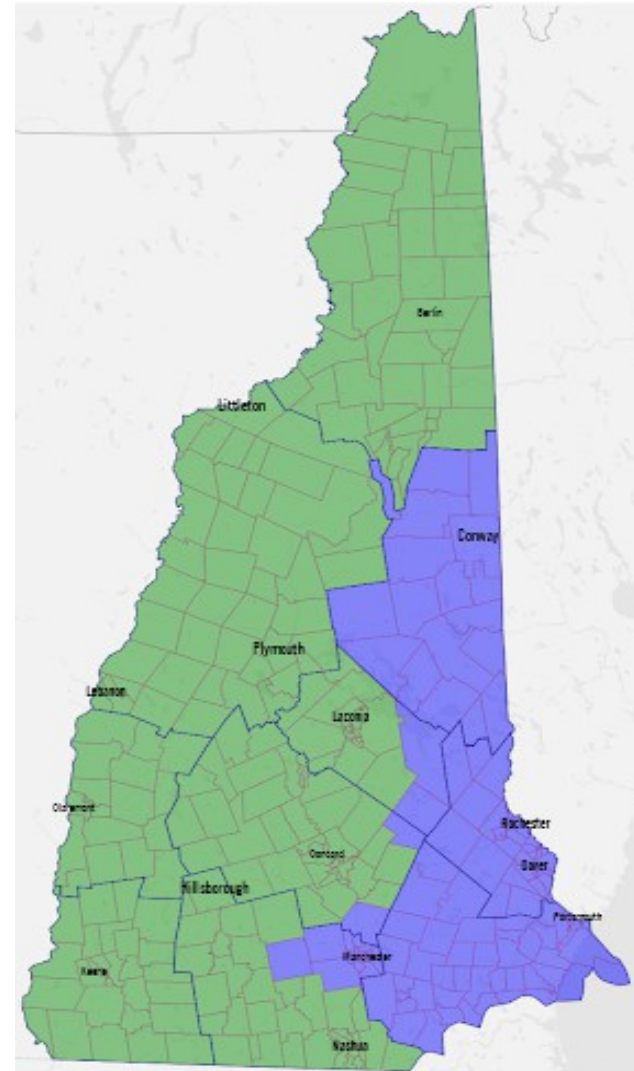 Berlin
Littleton
Conway
Plymouth
Lebanon
Laconia
Claremont
Rochester
Concord
Dover
Hillsborough
Portsmouth
Manchester
Keene
Nashua